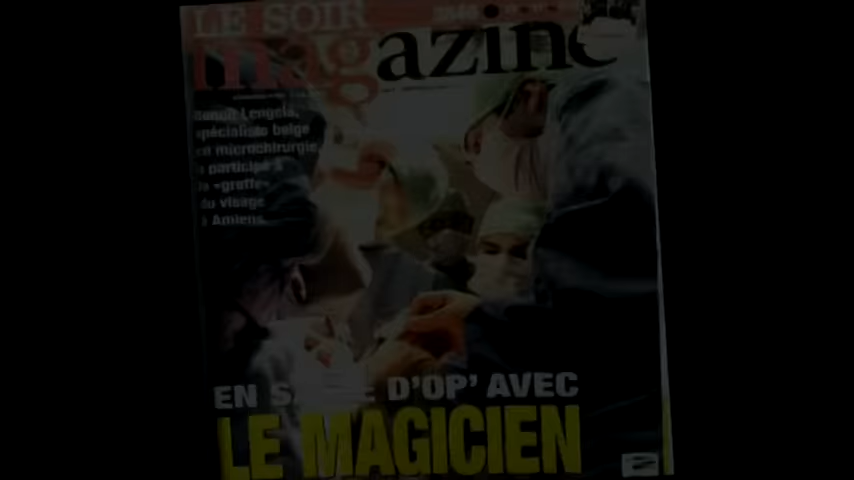 LE SOIR
magazine
Benoît Lengelé,
spécialiste belge
en microchirurgie
a participé à
la «greffe»
du visage
à Amiens.
EN SALLE D'OP' AVEC
LE MAGICIEN